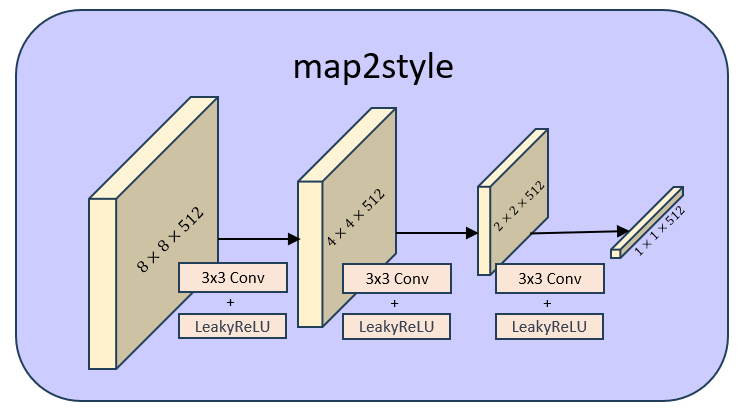 map2style
8 × 8 × 512
4 × 4 × 512
2 × 2 × 512
1 × 1 × 512
3x3 Conv
+
LeakyReLU
3x3 Conv
+
LeakyReLU
3x3 Conv
+
LeakyReLU